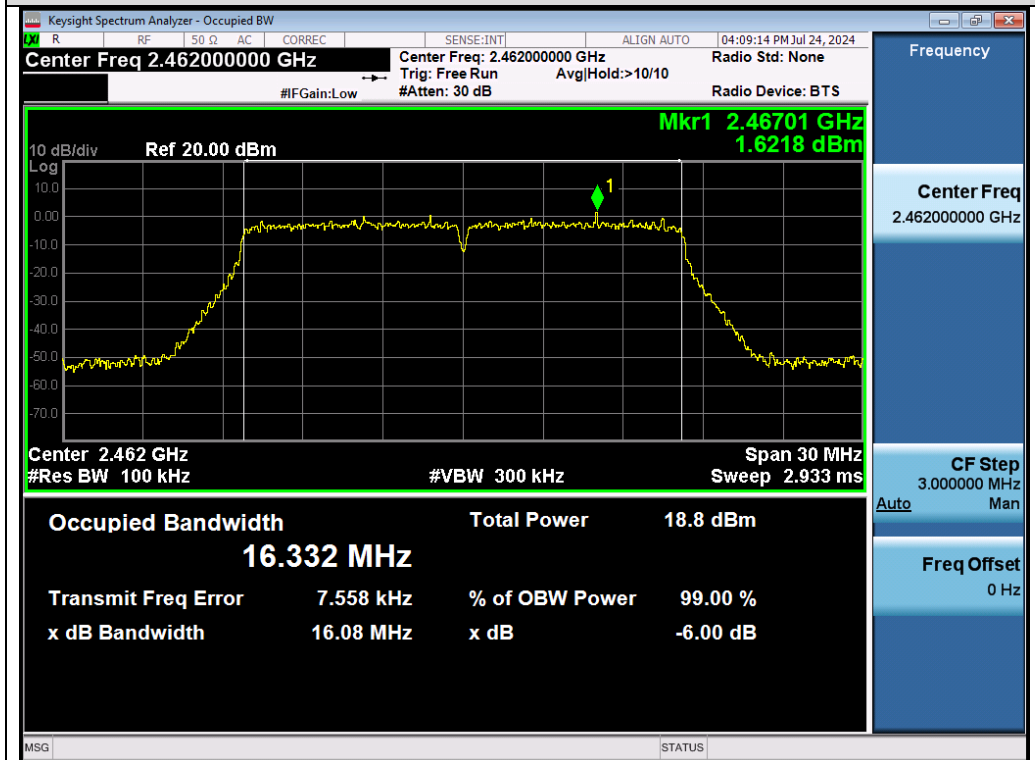 Keysight Spectrum Analyzer - Occupied BW
LXI R RF 50 Ω AC CORREC SENSE:INT ALIGN AUTO 04:09:14 PM Jul 24, 2024
Center Freq 2.462000000 GHz
Center Freq: 2.462000000 GHz
Radio Std: None
Trig: Free Run Avg|Hold:>10/10
#IFGain:Low #Atten: 30 dB Radio Device: BTS
Mkr1 2.46701 GHz
1.6218 dBm
10 dB/div Ref 20.00 dBm
Log
10.0
0.00
-10.0
-20.0
-30.0
-40.0
-50.0
-60.0
-70.0
1
Center 2.462 GHz Span 30 MHz
#Res BW 100 kHz #VBW 300 kHz Sweep 2.933 ms
Occupied Bandwidth Total Power 18.8 dBm
16.332 MHz
Transmit Freq Error 7.558 kHz % of OBW Power 99.00 %
x dB Bandwidth 16.08 MHz x dB -6.00 dB
MSG STATUS
Frequency
Center Freq
2.462000000 GHz
CF Step
3.000000 MHz
Auto Man
Freq Offset
0 Hz